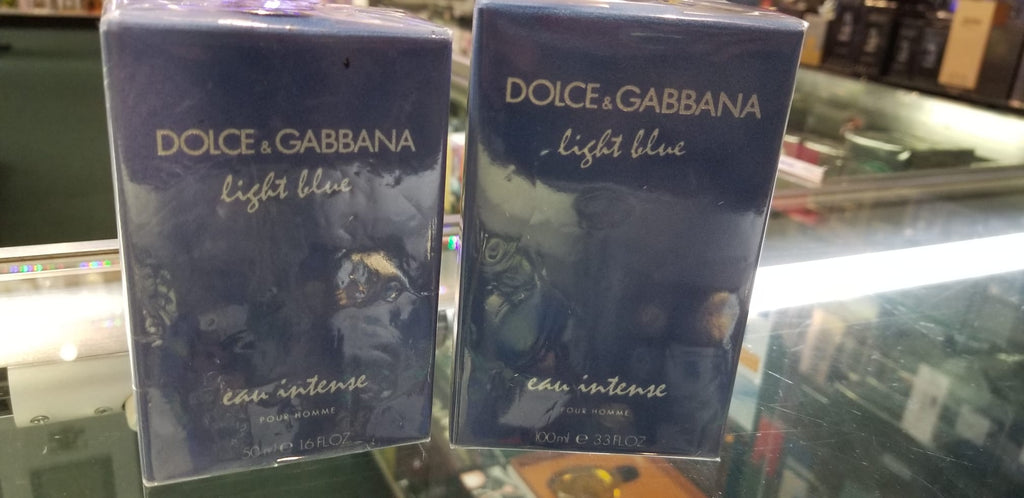 DOLCE & GABBANA
light blue
eau intense
POUR HOMME
50ml e 1.6 FL.OZ
DOLCE & GABBANA
light blue
eau intense
POUR HOMME
100ml e 3.3 FL.OZ